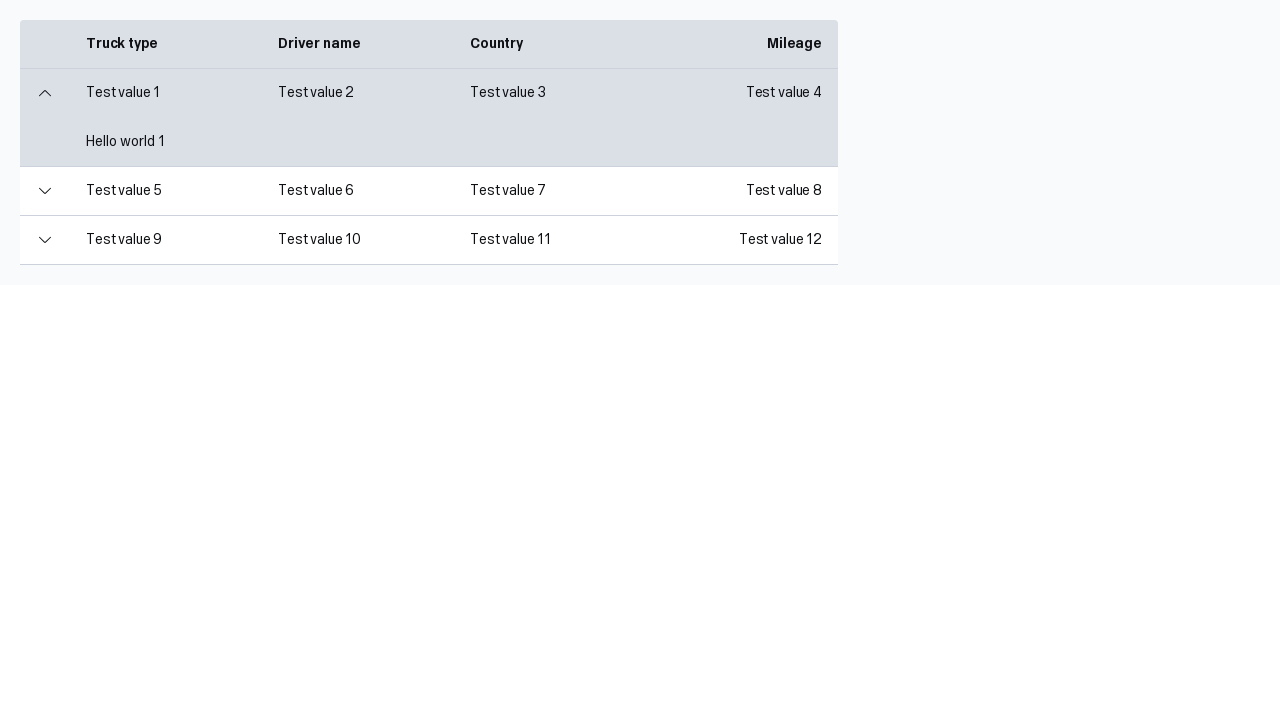 Truck type Driver name Country Mileage
Test value 1 Test value 2 Test value 3 Test value 4
Hello world 1
Test value 5 Test value 6 Test value 7 Test value 8
Test value 9 Test value 10 Test value 11 Test value 12